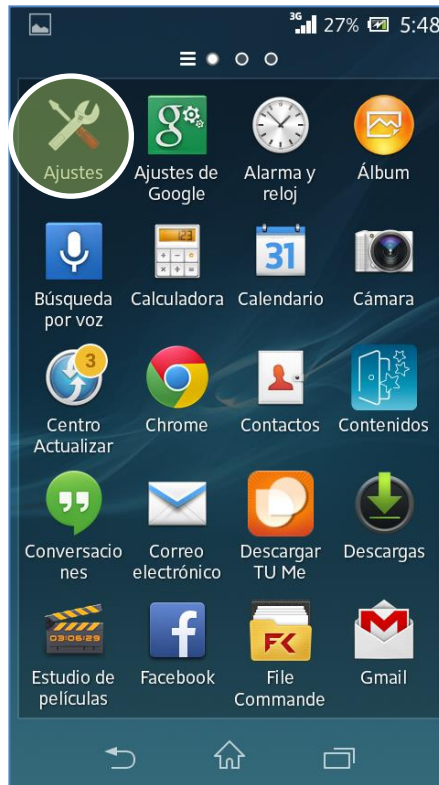 3G 27% 5:48
Ajustes
Ajustes de Google
Alarma y reloj
Álbum
Búsqueda por voz
Calculadora
123
Calendario
31
Cámara
Centro Actualizar
3
Chrome
Contactos
Contenidos
Conversacio
nes
Correo electrónico
Descargar TU Me
Descargas
Estudio de películas
03:06:29
Facebook
f
File Commande
FK
Gmail